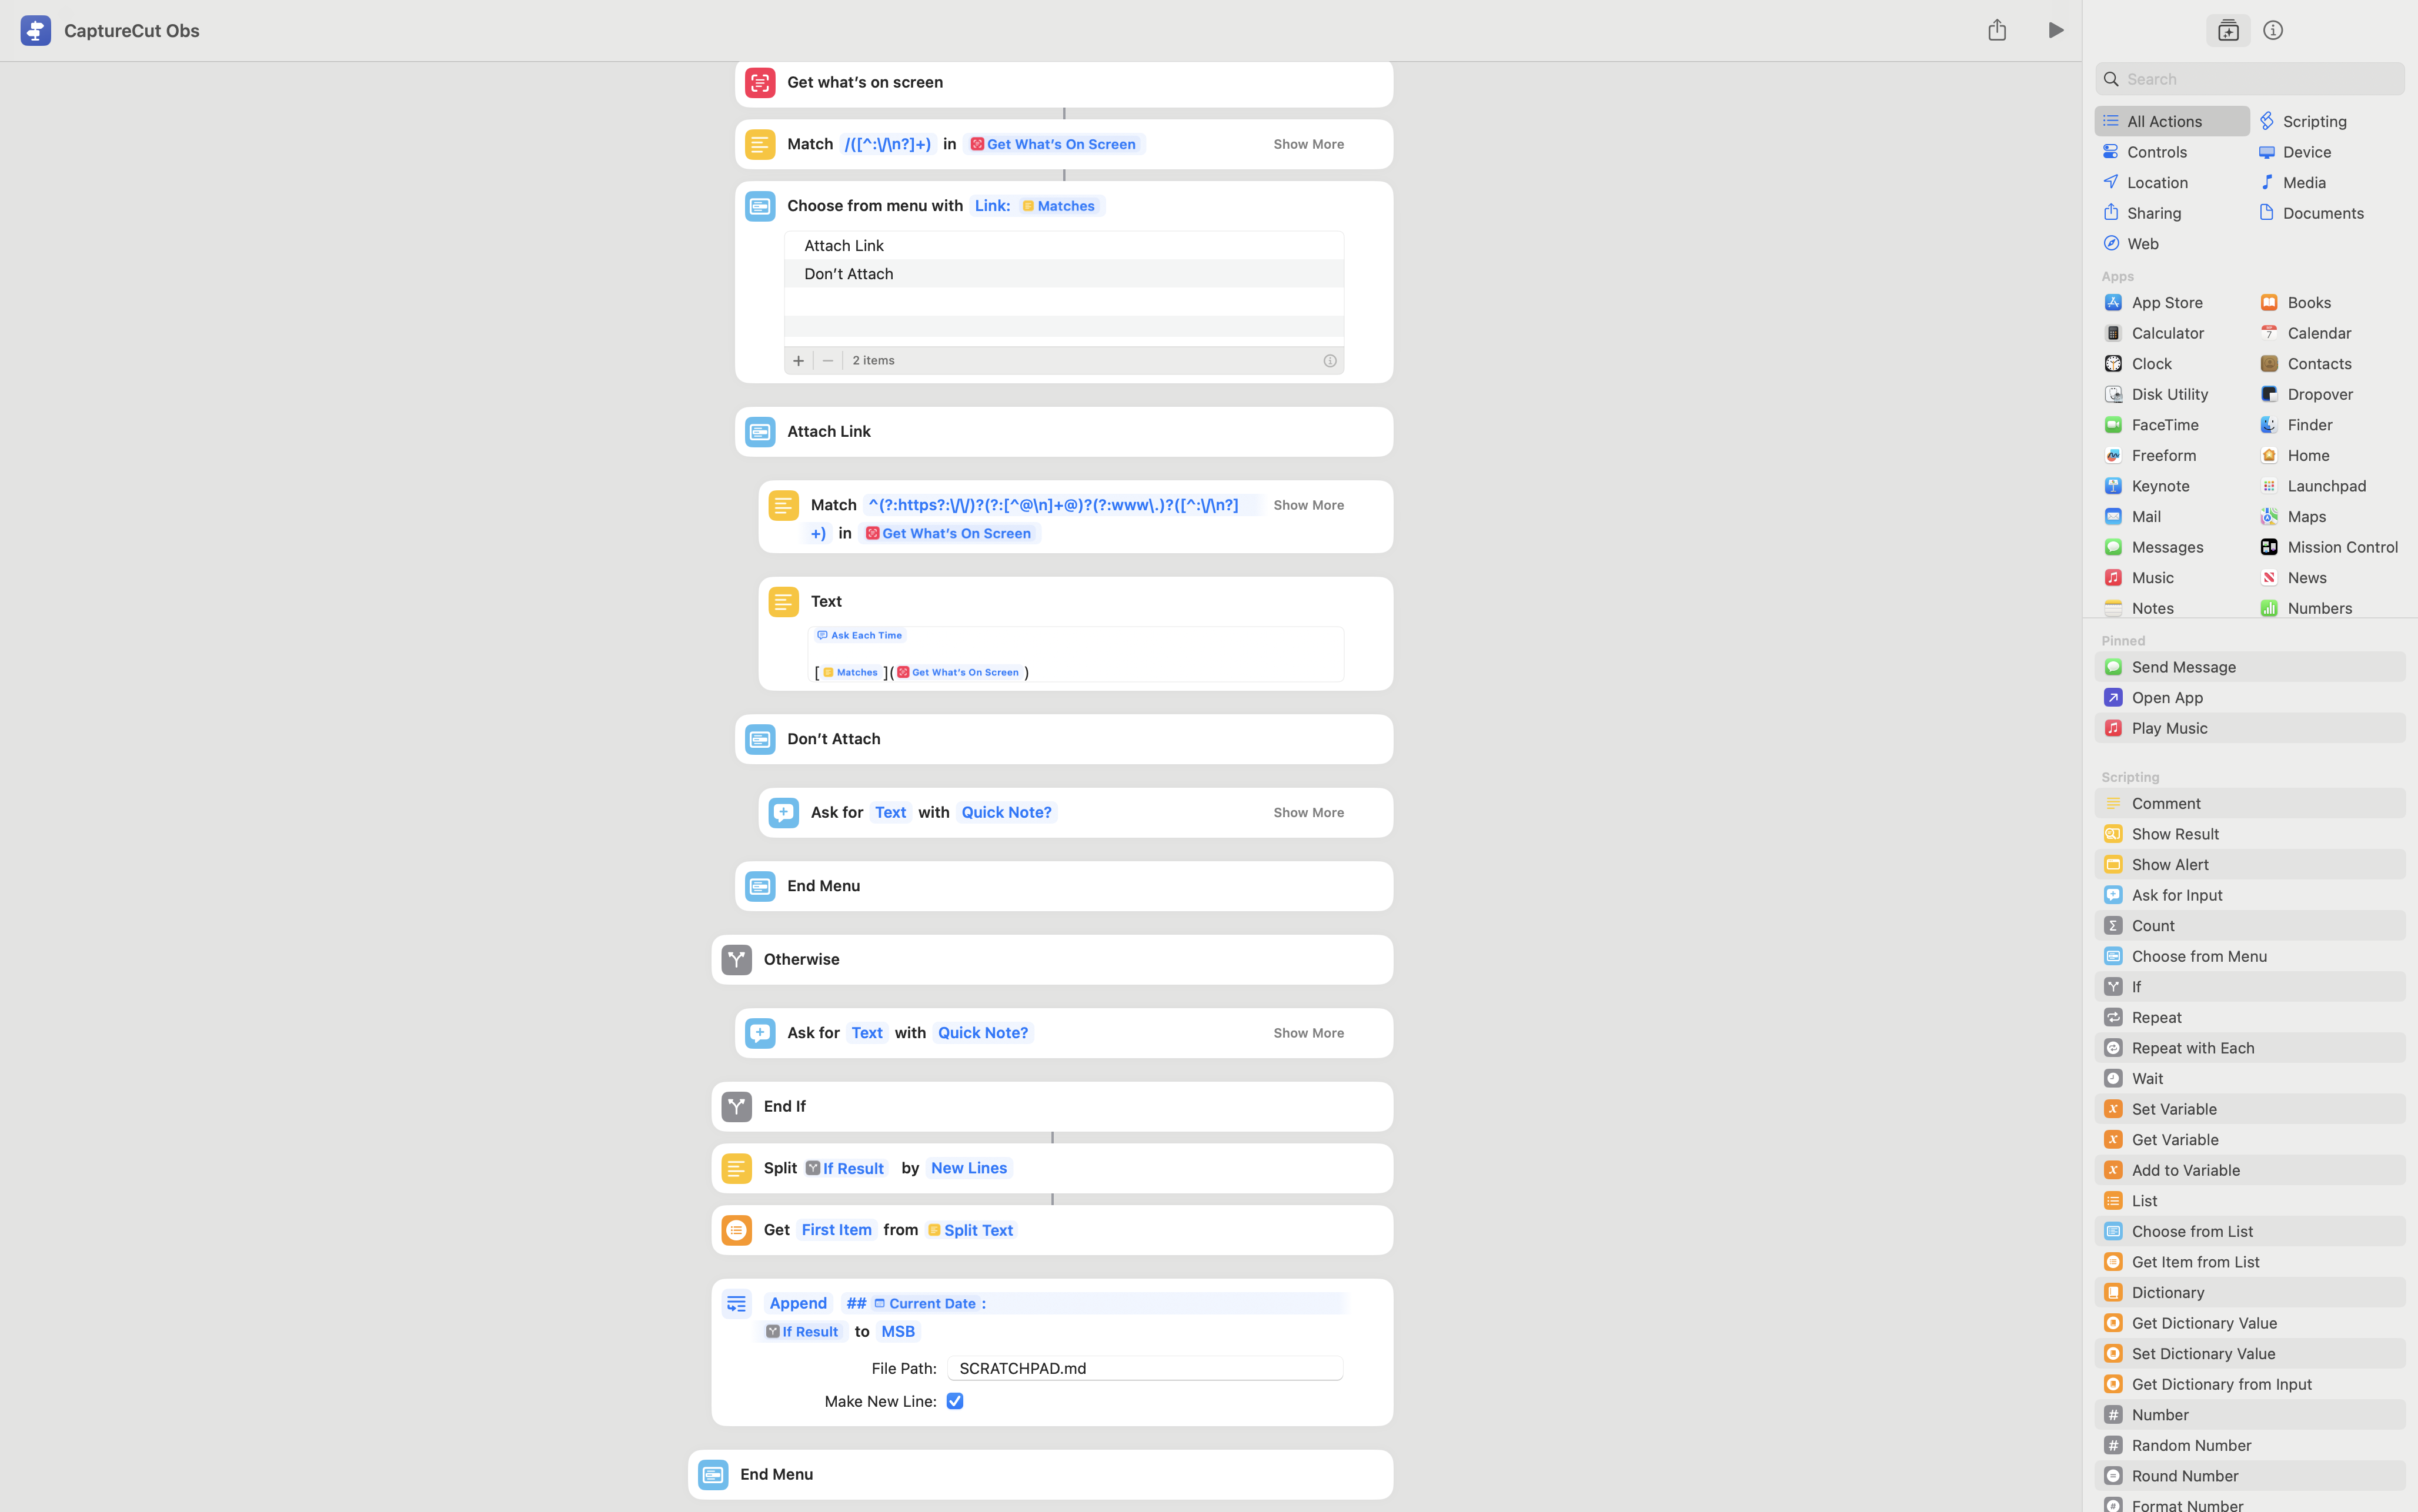 CaptureCut Obs
Get what's on screen
Match /([^:\/\n?]+) in Get What's On Screen Show More
Choose from menu with Link: Matches
Attach Link
Don't Attach
2 items
Attach Link
Match ^(?:https?:\/\/)?(?:[^@\n]+@)?(?:www\.)?([^:\/\n?] Show More
+) in Get What's On Screen
Text
Ask Each Time
[ Matches ]( Get What's On Screen )
Don't Attach
Ask for Text with Quick Note? Show More
End Menu
Otherwise
Ask for Text with Quick Note? Show More
End If
Split If Result by New Lines
Get First Item from Split Text
Append ## Current Date :
If Result to MSB
File Path: SCRATCHPAD.md
Make New Line:
End Menu
Search
All Actions Scripting
Controls Device
Location Media
Sharing Documents
Web
Apps
App Store Books
Calculator Calendar
Clock Contacts
Disk Utility Dropover
FaceTime Finder
Freeform Home
Keynote Launchpad
Mail Maps
Messages Mission Control
Music News
Notes Numbers
Pinned
Send Message
Open App
Play Music
Scripting
Comment
Show Result
Show Alert
Ask for Input
Count
Choose from Menu
If
Repeat
Repeat with Each
Wait
Set Variable
Get Variable
Add to Variable
List
Choose from List
Get Item from List
Dictionary
Get Dictionary Value
Set Dictionary Value
Get Dictionary from Input
Number
Random Number
Round Number
Format Number